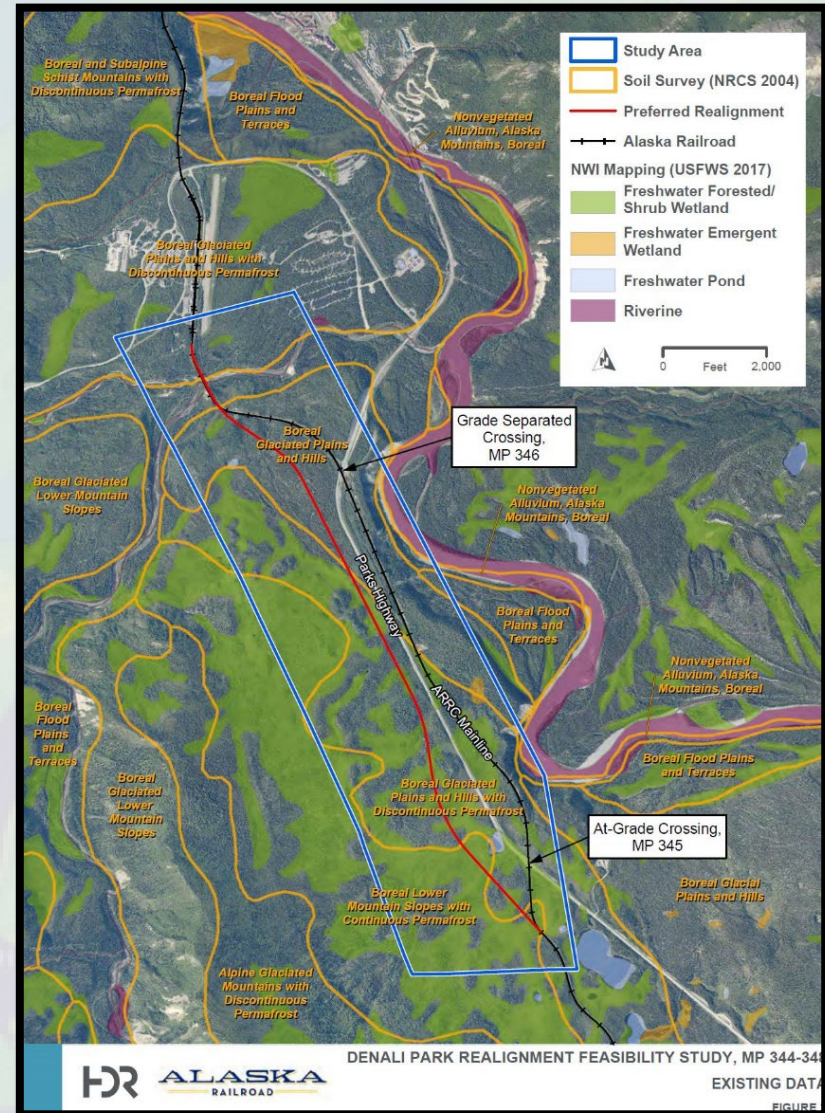 Study Area
Soil Survey (NRCS 2004)
Preferred Realignment
Alaska Railroad
NWI Mapping (USFWS 2017)
Freshwater Forested/
Shrub Wetland
Freshwater Emergent
Wetland
Freshwater Pond
Riverine
0 Feet 2,000
Boreal and Subalpine
Schist Mountains with
Discontinuous Permafrost
Boreal Flood
Plains and
Terraces
Nonvegetated
Alluvium, Alaska
Mountains, Boreal
Boreal Glaciated
Plains and Hills with
Discontinuous Permafrost
Grade Separated
Crossing,
MP 346
Boreal
Glaciated Plains
and Hills
Boreal Glaciated
Lower Mountain
Slopes
Nonvegetated
Alluvium, Alaska
Mountains, Boreal
Parks Highway
Boreal Flood
Plains and
Terraces
Nonvegetated
Alluvium, Alaska
Mountains, Boreal
ARRC Mainline
Boreal
Flood
Plains
and
Terraces
Boreal Flood Plains
and Terraces
Boreal
Glaciated
Lower
Mountain
Slopes
Boreal Glaciated
Plains and Hills with
Discontinuous Permafrost
At-Grade Crossing,
MP 345
Boreal Lower
Mountain Slopes with
Continuous Permafrost
Boreal Glacial
Plains and Hills
Alpine Glaciated
Mountains with
Discontinuous
Permafrost
HDR
ALASKA
RAILROAD
DENALI PARK REALIGNMENT FEASIBILITY STUDY, MP 344-348
EXISTING DATA
FIGURE